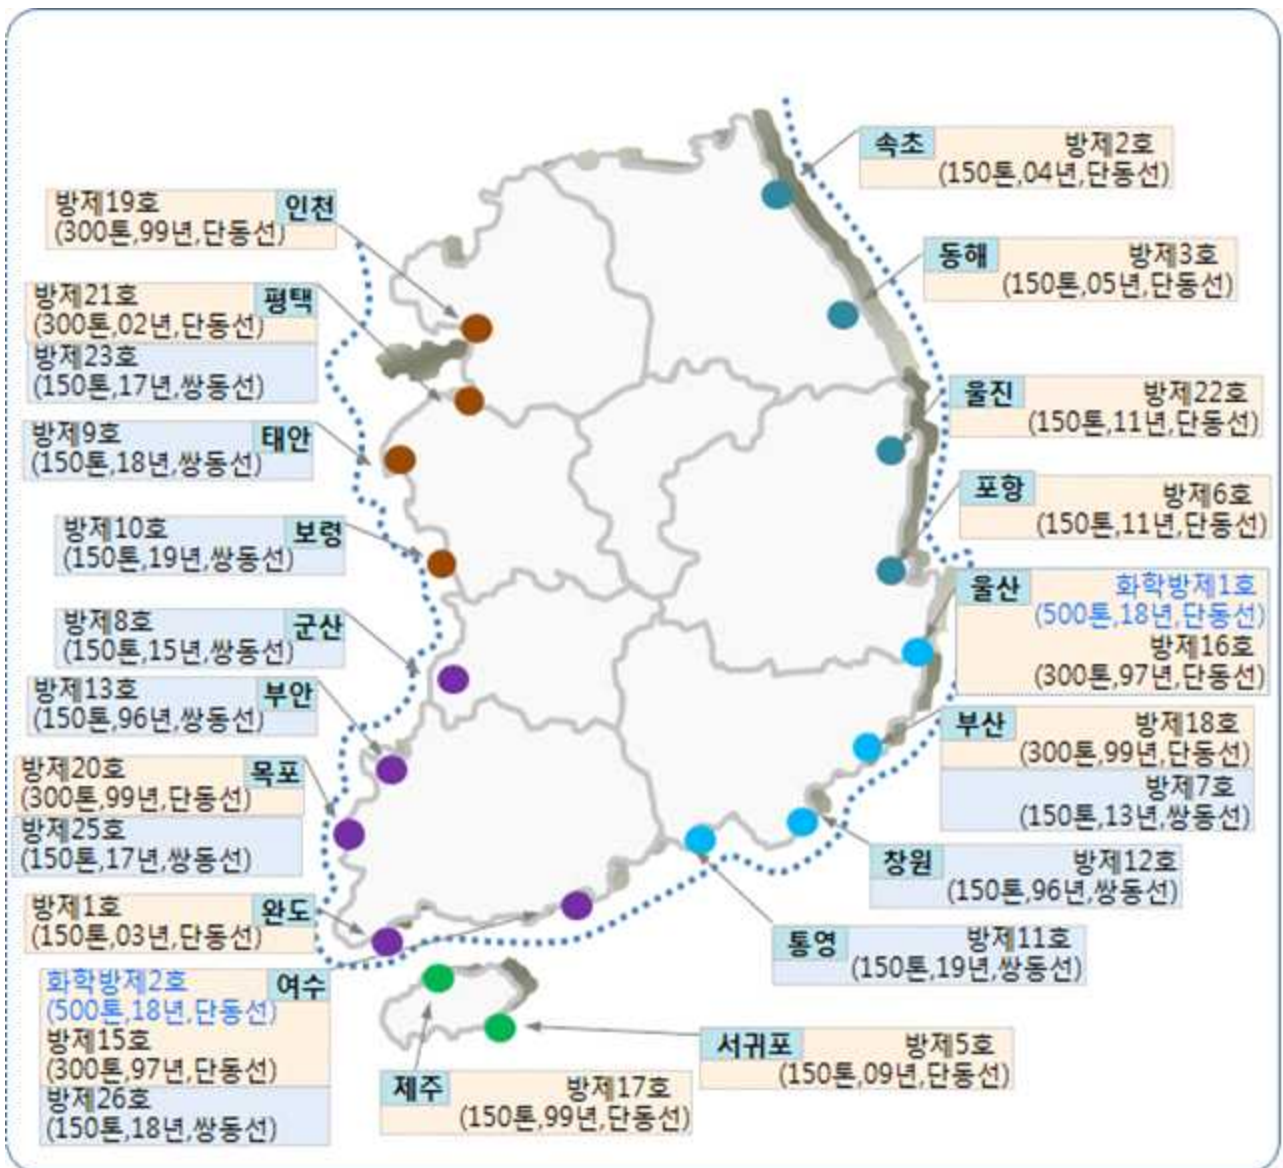 속초
방제2호
(150톤,04년,단동선)
방제19호
인천
(300톤,99년,단동선)
동해
방제3호
(150톤,05년,단동선)
방제21호
평택
(300톤,02년,단동선)
방제23호
(150톤,17년,쌍동선)
울진
방제22호
(150톤,11년,단동선)
방제9호
태안
(150톤,18년,쌍동선)
포항
방제6호
(150톤,11년,단동선)
방제10호
보령
(150톤,19년,쌍동선)
울산
화학방제1호
(500톤,18년,단동선)
방제16호
(300톤,97년,단동선)
방제8호
군산
(150톤,15년,쌍동선)
방제13호
부안
(150톤,96년,쌍동선)
부산
방제18호
(300톤,99년,단동선)
방제7호
(150톤,13년,쌍동선)
방제20호
목포
(300톤,99년,단동선)
방제25호
(150톤,17년,쌍동선)
창원
방제12호
(150톤,96년,쌍동선)
방제1호
완도
(150톤,03년,단동선)
통영
방제11호
(150톤,19년,쌍동선)
화학방제2호
여수
(500톤,18년,단동선)
방제15호
(300톤,97년,단동선)
방제26호
(150톤,18년,쌍동선)
서귀포
방제5호
(150톤,09년,단동선)
제주
방제17호
(150톤,99년,단동선)